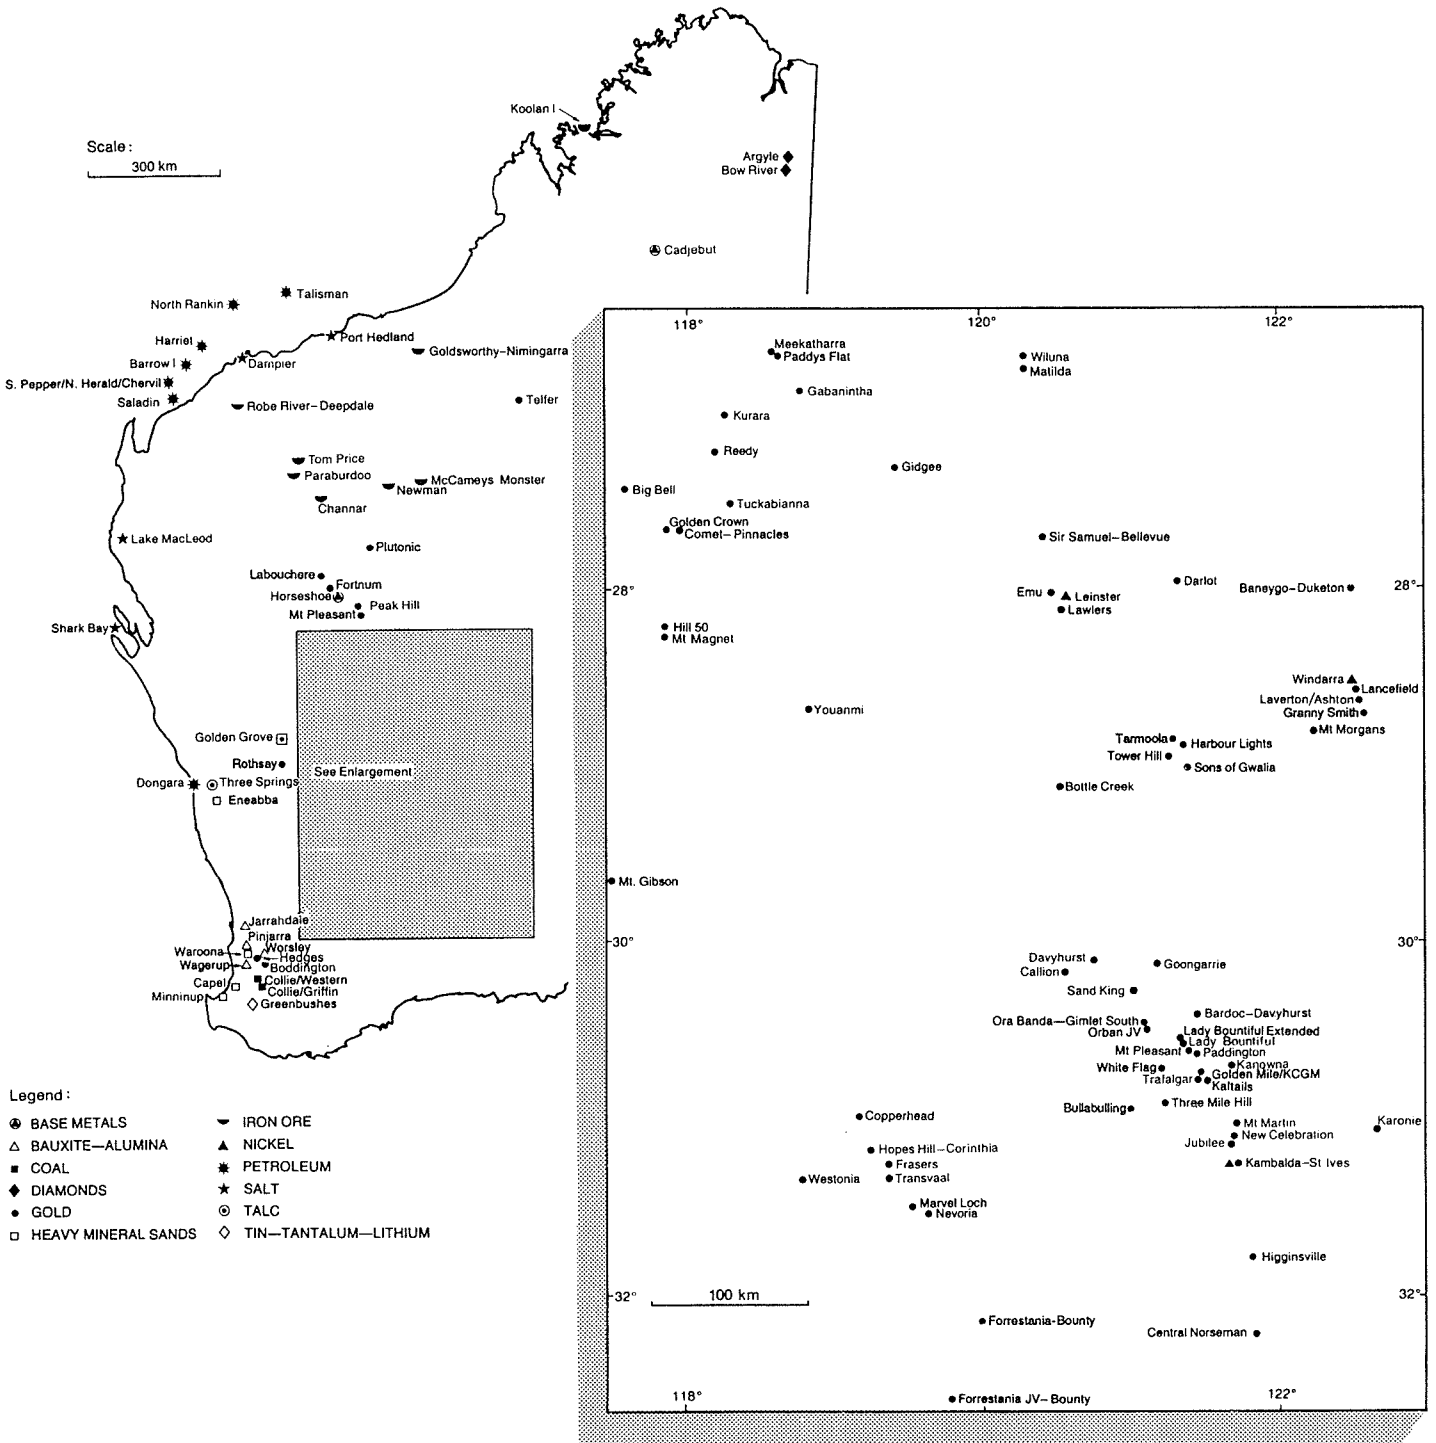 Koolan I
Scale :
300 km
Argyle
Bow River
Cadjebut
Talisman
North Rankin
Port Hedland
Harriet
Goldsworthy–Nimingarra
Barrow I
Dampier
S. Pepper/N. Herald/Chervil
Saladin
Robe River–Deepdale
Telfer
Tom Price
Paraburdoo
McCameys Monster
Newman
Channar
Lake MacLeod
Plutonic
Labouchere
Fortnum
Horseshoe
Peak Hill
Mt Pleasant
Shark Bay
Golden Grove
Rothsay
See Enlargement
Dongara
Three Springs
Eneabba
Jarrahdale
Pinjarra
Waroona
Worsley
Hedges
Wagerup
Boddington
Collie/Western
Capel
Collie/Griffin
Minninup
Greenbushes
118°
120°
122°
Meekatharra
Paddys Flat
Wiluna
Matilda
Gabanintha
Kurara
Reedy
Gidgee
Big Bell
Tuckabianna
Golden Crown
Comet–Pinnacles
Sir Samuel–Bellevue
Darlot
28°
Emu
Leinster
Baneygo–Duketon
28°
Lawlers
Hill 50
Mt Magnet
Windarra
Lancefield
Laverton/Ashton
Youanmi
Granny Smith
Mt Morgans
Tarmoola
Harbour Lights
Tower Hill
Sons of Gwalia
Bottle Creek
Mt. Gibson
30°
30°
Davyhurst
Goongarrie
Callion
Sand King
Bardoc–Davyhurst
Ora Banda—Gimlet South
Orban JV
Lady Bountiful Extended
Lady Bountiful
Mt Pleasant
Paddington
White Flag
Kanowna
Golden Mile/KCGM
Trafalgar
Kaltails
Bullabulling
Three Mile Hill
Copperhead
Mt Martin
Karonie
New Celebration
Jubilee
Hopes Hill–Corinthia
Frasers
Kambalda–St Ives
Westonia
Transvaal
Marvel Loch
Nevoria
Higginsville
32°
100 km
32°
Forrestania-Bounty
Central Norseman
118°
122°
Forrestania JV–Bounty
Legend :
BASE METALS
IRON ORE
BAUXITE—ALUMINA
NICKEL
COAL
PETROLEUM
DIAMONDS
SALT
GOLD
TALC
HEAVY MINERAL SANDS
TIN—TANTALUM—LITHIUM